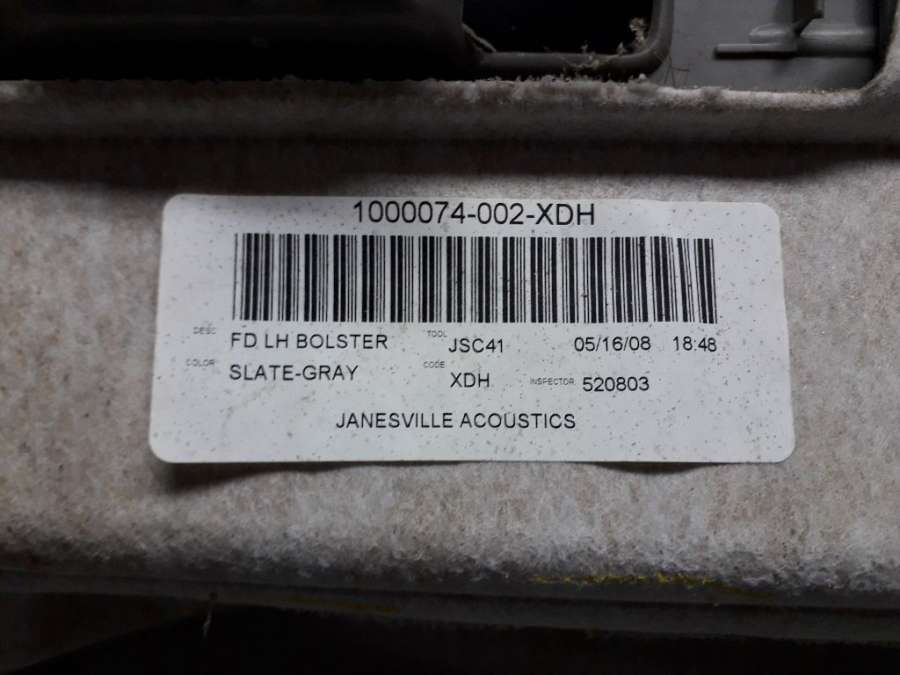 1000074-002-XDH
DESC FD LH BOLSTER TOOL JSC41 05/16/08 18:48
COLOR SLATE-GRAY CODE XDH INSPECTOR 520803
JANESVILLE ACOUSTICS